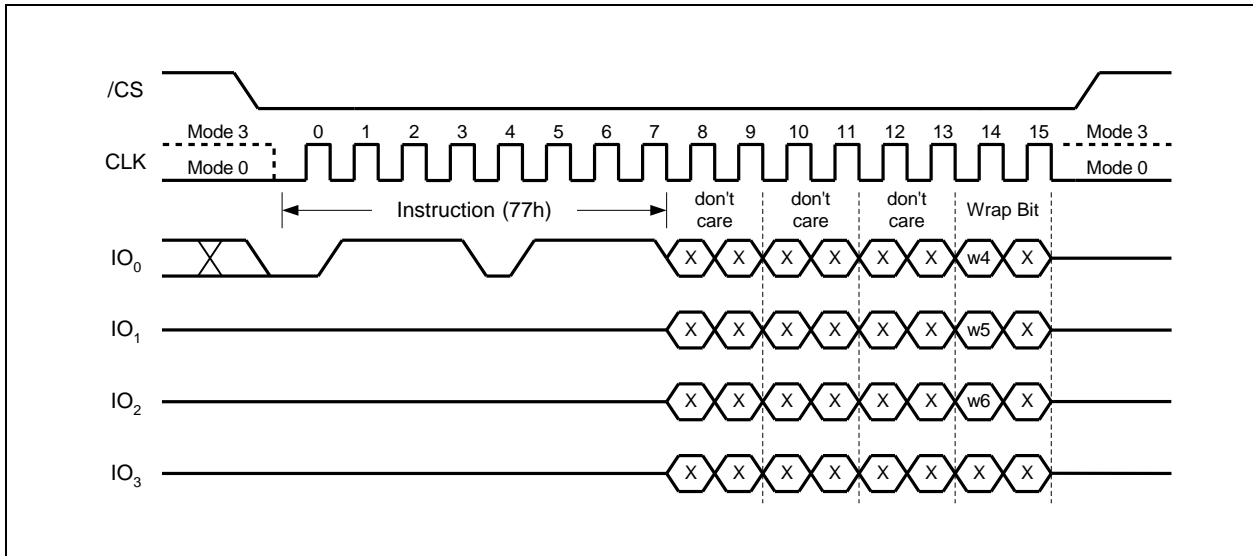 /CS
Mode 3 0 1 2 3 4 5 6 7 8 9 10 11 12 13 14 15 Mode 3
CLK
Mode 0 Mode 0
Instruction (77h)
don't care
don't care
don't care
Wrap Bit
IO0 X X X X X X w4 X
IO1 X X X X X X w5 X
IO2 X X X X X X w6 X
IO3 X X X X X X X X